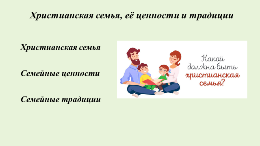 Христианская семья, её ценности и традиции
Христианская семья
Семейные ценности
Семейные традиции
Какой
должна быть
христианская
семья?